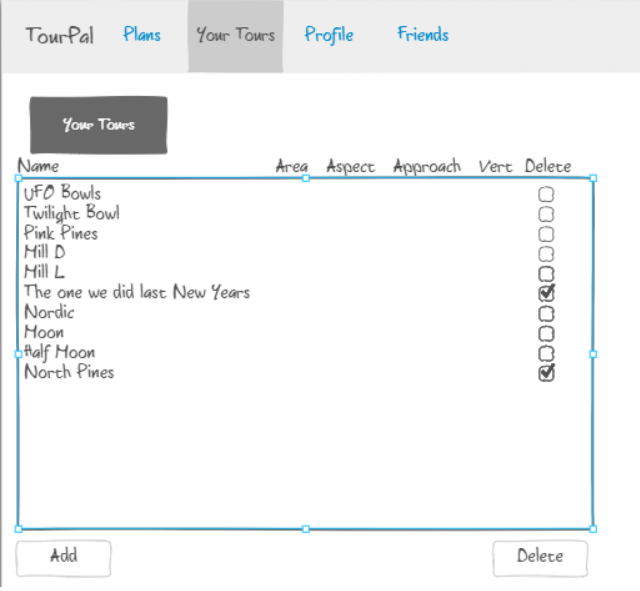 TourPal Plans Your Tours Profile Friends
Your Tours
Name Area Aspect Approach Vert Delete
UFO Bowls
Twilight Bowl
Pink Pines
Mill D
Mill L
The one we did last New Years
Nordic
Moon
Half Moon
North Pines
Add Delete